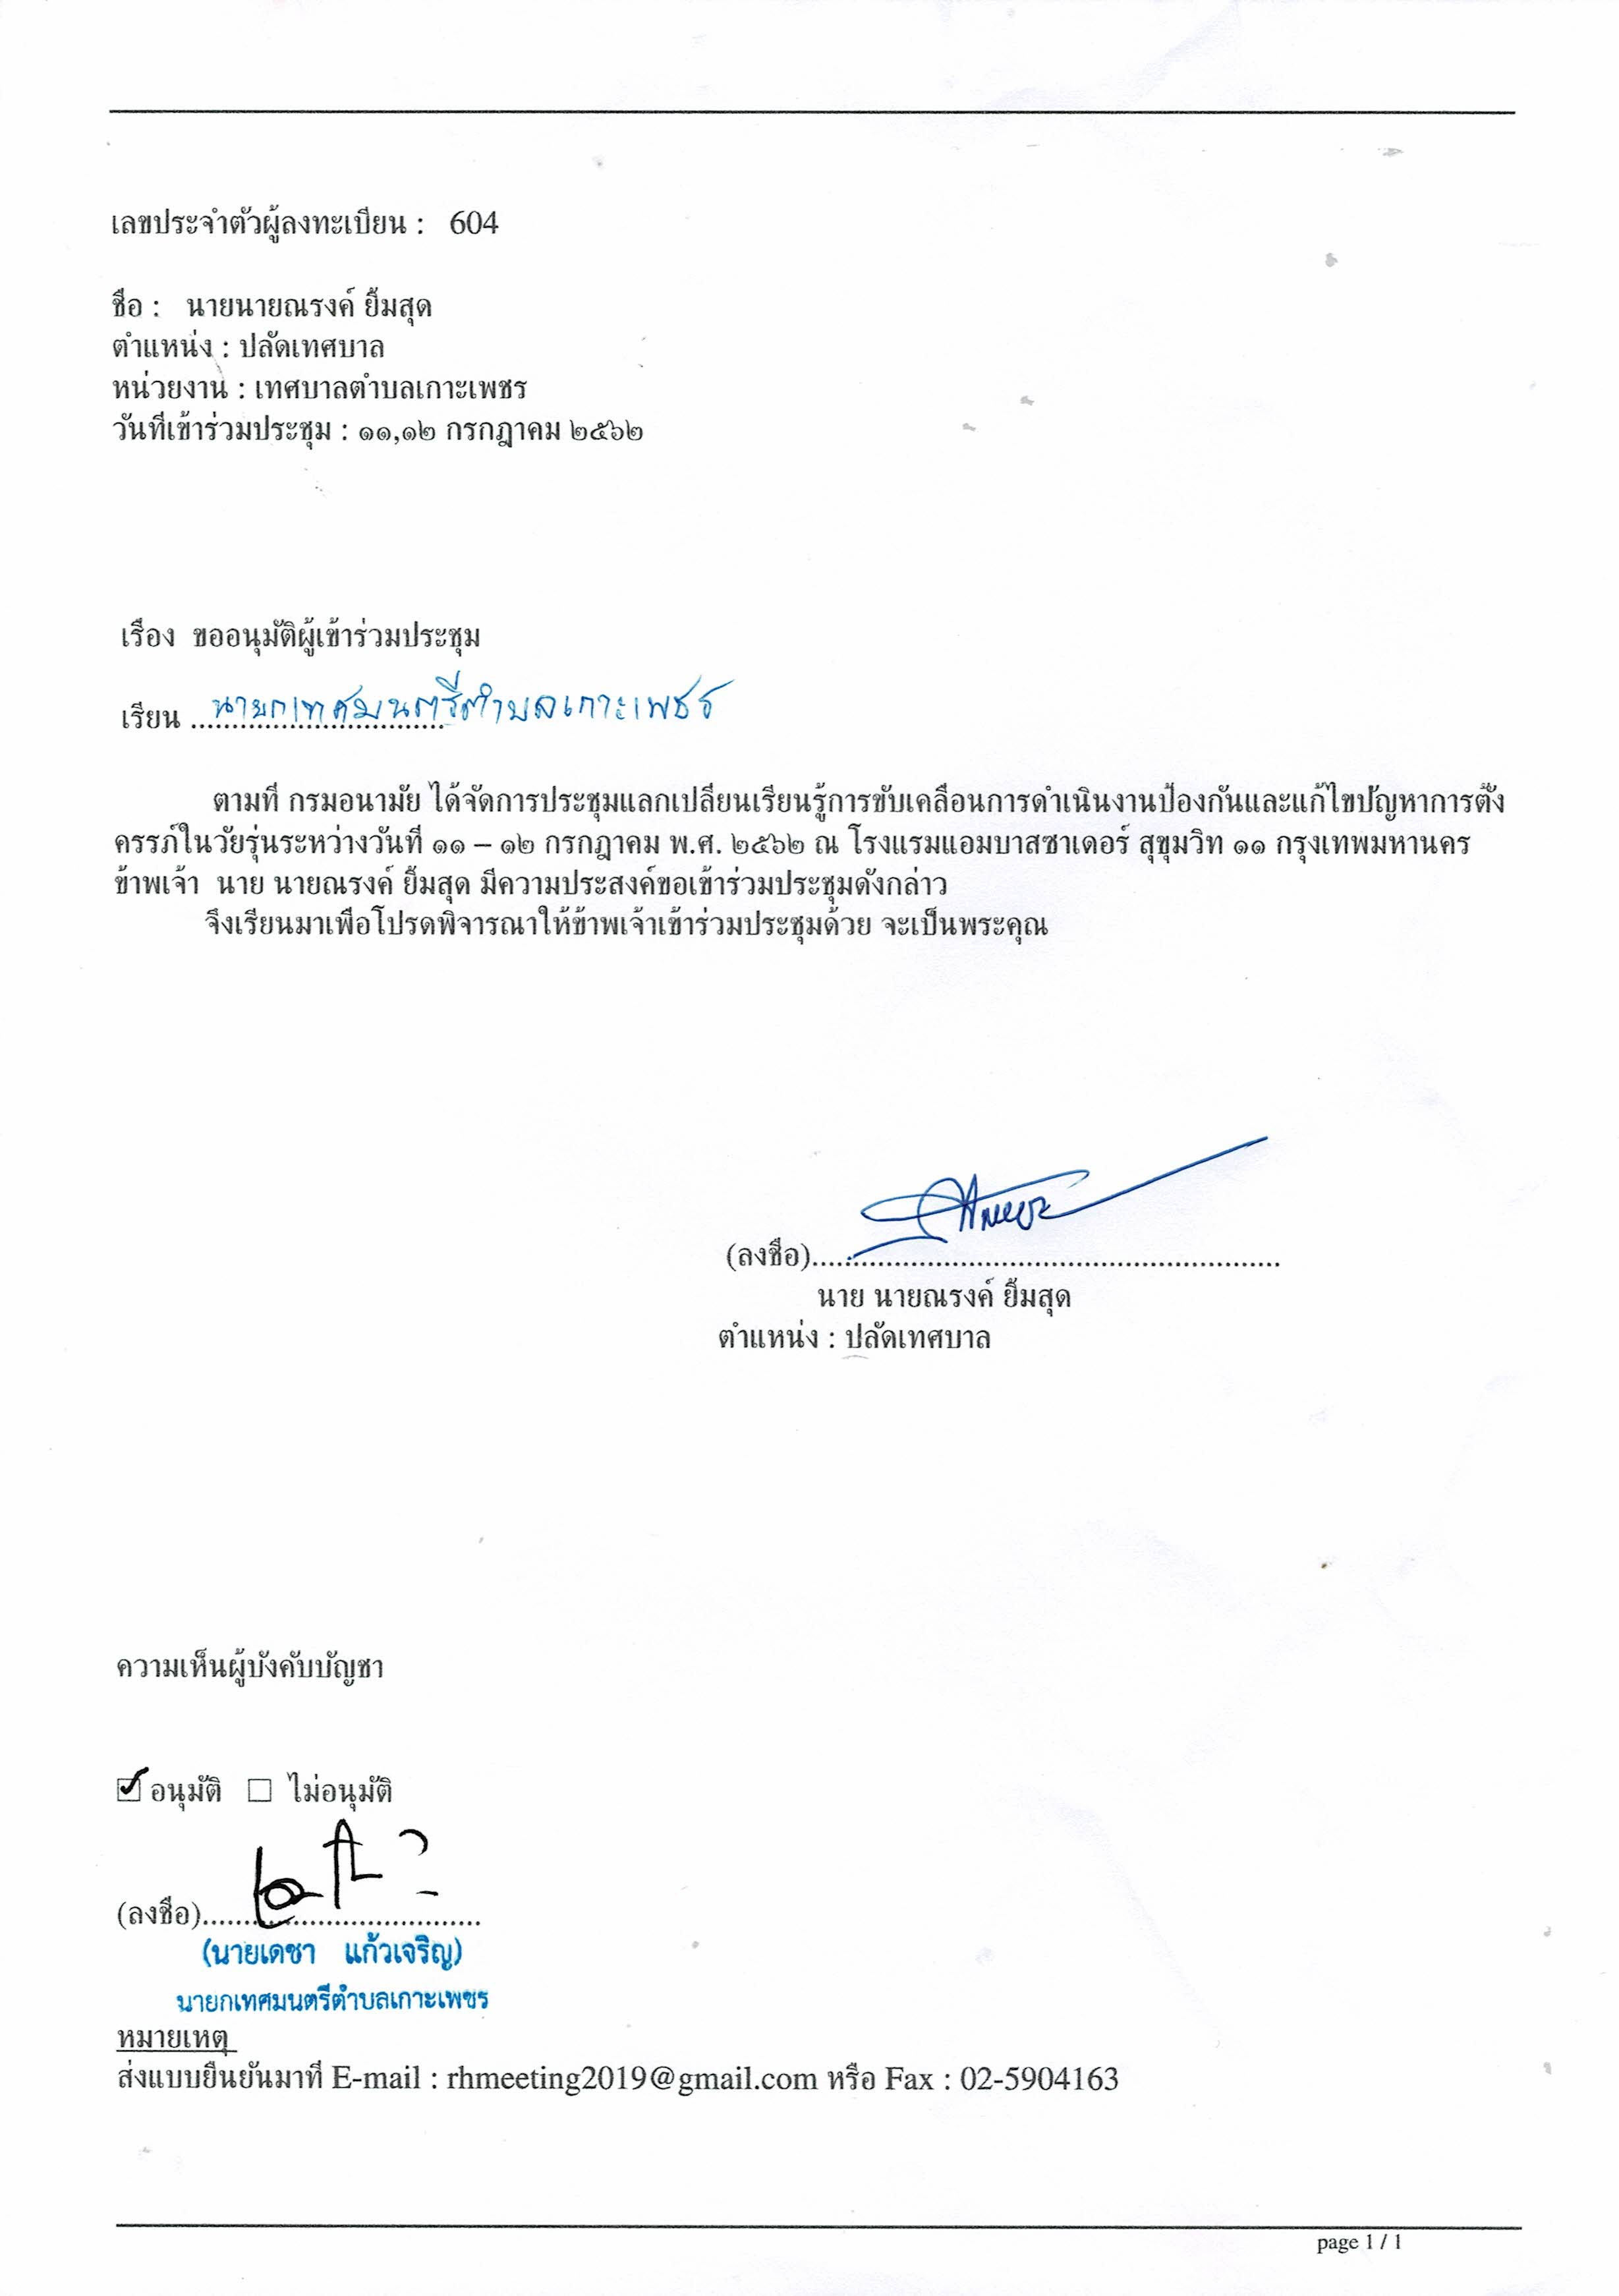 เลขประจำตัวผู้ลงทะเบียน : 604
ชื่อ : นายนายณรงค์ ยิ้มสุด
ตำแหน่ง : ปลัดเทศบาล
หน่วยงาน : เทศบาลตำบลเกาะเพชร
วันที่เข้าร่วมประชุม : ๑๑,๑๒ กรกฎาคม ๒๕๖๒
เรื่อง ขออนุมัติผู้เข้าร่วมประชุม
เรียน นายกเทศมนตรีตำบลเกาะเพชร
ตามที่ กรมอนามัย ได้จัดการประชุมแลกเปลี่ยนเรียนรู้การขับเคลื่อนการดำเนินงานป้องกันและแก้ไขปัญหาการตั้ง
ครรภ์ในวัยรุ่นระหว่างวันที่ ๑๑ – ๑๒ กรกฎาคม พ.ศ. ๒๕๖๒ ณ โรงแรมแอมบาสซาเดอร์ สุขุมวิท ๑๑ กรุงเทพมหานคร
ข้าพเจ้า นาย นายณรงค์ ยิ้มสุด มีความประสงค์ขอเข้าร่วมประชุมดังกล่าว
จึงเรียนมาเพื่อโปรดพิจารณาให้ข้าพเจ้าเข้าร่วมประชุมด้วย จะเป็นพระคุณ
(ลงชื่อ)................................................................
นาย นายณรงค์ ยิ้มสุด
ตำแหน่ง : ปลัดเทศบาล
ความเห็นผู้บังคับบัญชา
☑ อนุมัติ ☐ ไม่อนุมัติ
(ลงชื่อ)......................................
(นายเดชา แก้วเจริญ)
นายกเทศมนตรีตำบลเกาะเพชร
หมายเหตุ
ส่งแบบยืนยันมาที่ E-mail : rhmeeting2019@gmail.com หรือ Fax : 02-5904163
page 1 / 1